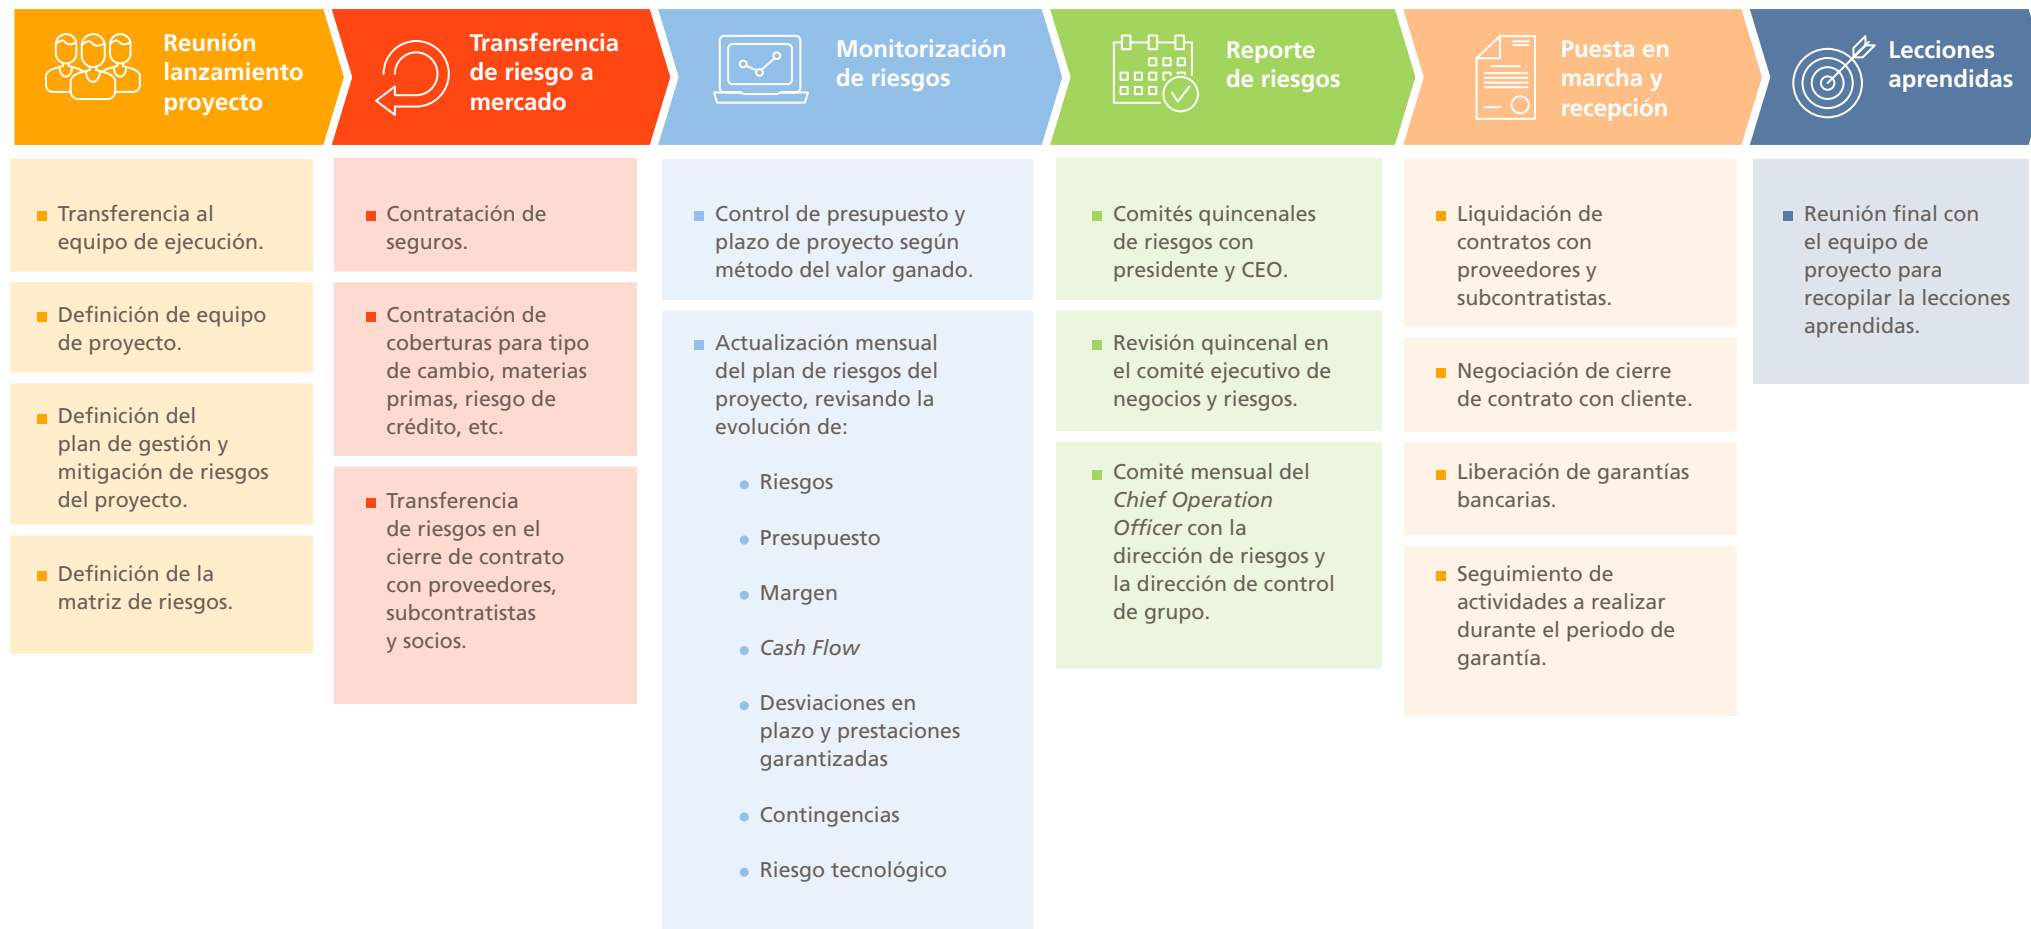 Reunión
lanzamiento
proyecto
Transferencia al
equipo de ejecución.
Definición de equipo
de proyecto.
Definición del
plan de gestión y
mitigación de riesgos
del proyecto.
Definición de la
matriz de riesgos.
Transferencia
de riesgo a
mercado
Contratación de
seguros.
Contratación de
coberturas para tipo
de cambio, materias
primas, riesgo de
crédito, etc.
Transferencia
de riesgos en el
cierre de contrato
con proveedores,
subcontratistas
y socios.
Monitorización
de riesgos
Control de presupuesto y
plazo de proyecto según
método del valor ganado.
Actualización mensual
del plan de riesgos del
proyecto, revisando la
evolución de:
Riesgos
Presupuesto
Margen
Cash Flow
Desviaciones en
plazo y prestaciones
garantizadas
Contingencias
Riesgo tecnológico
Reporte
de riesgos
Comités quincenales
de riesgos con
presidente y CEO.
Revisión quincenal en
el comité ejecutivo de
negocios y riesgos.
Comité mensual del
Chief Operation
Officer con la
dirección de riesgos y
la dirección de control
de grupo.
Puesta en
marcha y
recepción
Liquidación de
contratos con
proveedores y
subcontratistas.
Negociación de cierre
de contrato con cliente.
Liberación de garantías
bancarias.
Seguimiento de
actividades a realizar
durante el periodo de
garantía.
Lecciones
aprendidas
Reunión final con
el equipo de
proyecto para
recopilar la lecciones
aprendidas.